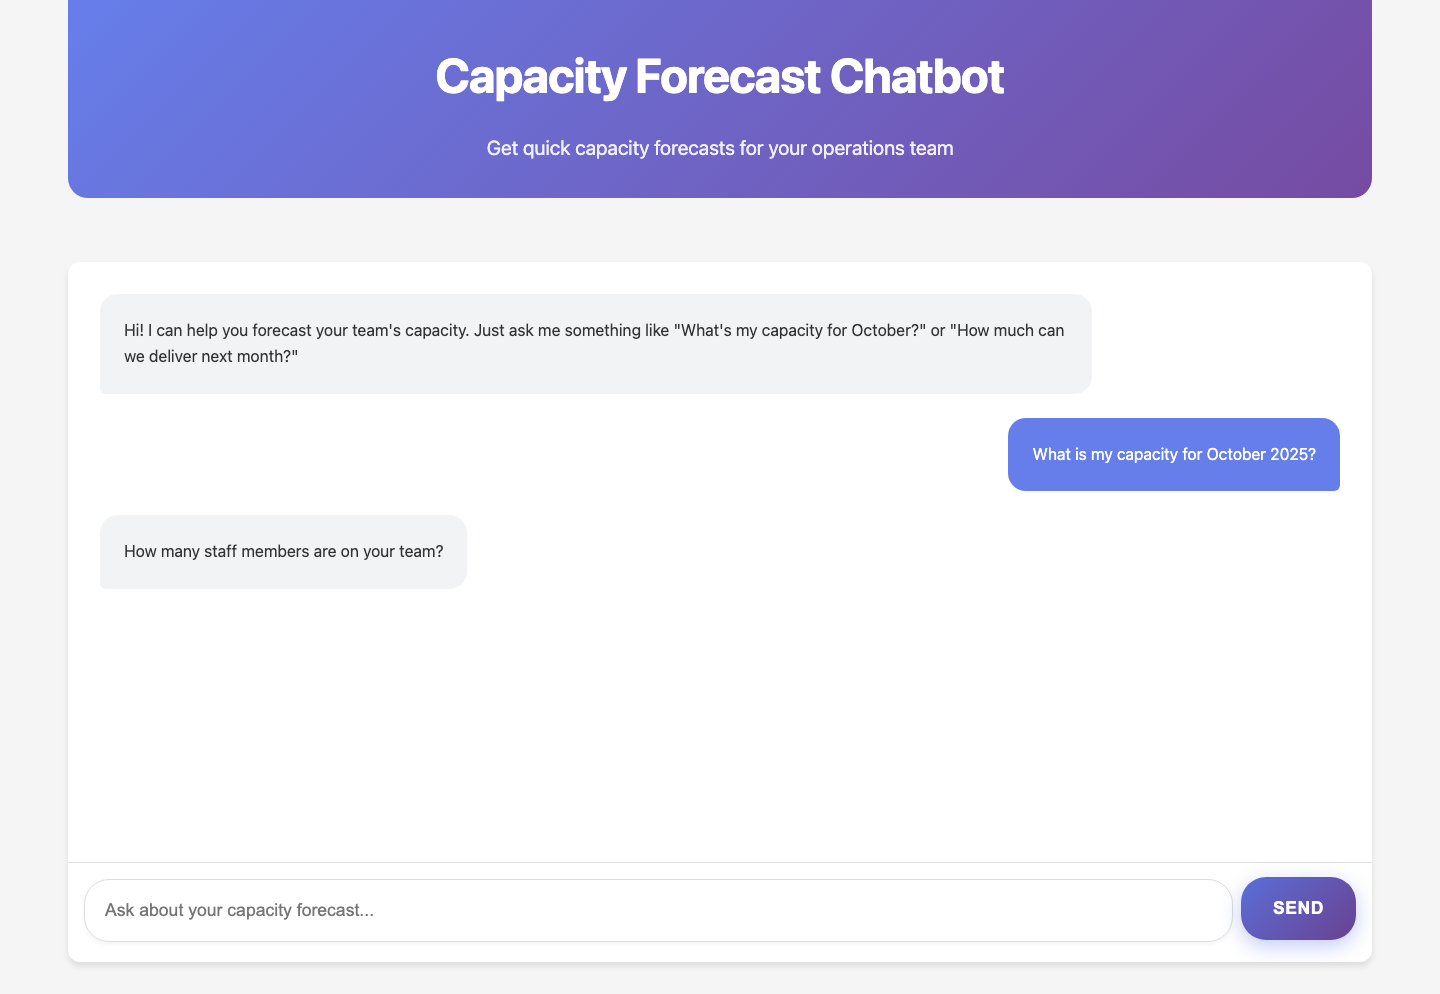 Capacity Forecast Chatbot
Get quick capacity forecasts for your operations team
Hi! I can help you forecast your team's capacity. Just ask me something like "What's my capacity for October?" or "How much can
we deliver next month?"
What is my capacity for October 2025?
How many staff members are on your team?
Ask about your capacity forecast...
SEND